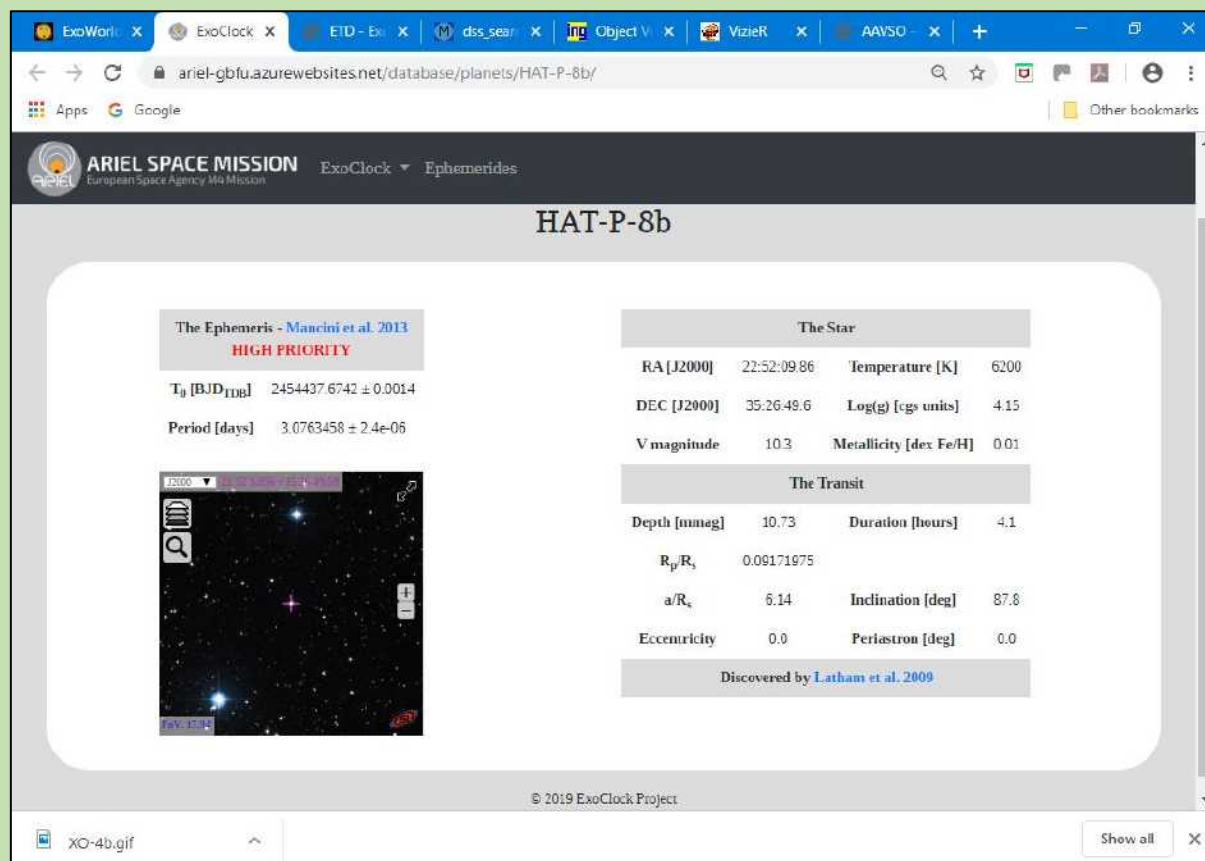 ExoWorl ExoClock ETD - Ex dss_sear ing Object V VizieR AAVSO -
ariel-gbfu.azurewebsites.net/database/planets/HAT-P-8b/
Apps Google Other bookmarks
ARIEL SPACE MISSION ExoClock Ephemerides
ARIEL European Space Agency M4 Mission
HAT-P-8b
The Ephemeris - Mancini et al. 2013
HIGH PRIORITY
T0 [BJDTDB] 2454437.6742 ± 0.0014
Period [days] 3.0763458 ± 2.4e-06
J2000
FoV: 17.94'
The Star
RA [J2000] 22:52:09.86 Temperature [K] 6200
DEC [J2000] 35:26:49.6 Log(g) [cgs units] 4.15
V magnitude 10.3 Metallicity [dex Fe/H] 0.01
The Transit
Depth [mmag] 10.73 Duration [hours] 4.1
Rp/Rs 0.09171975
a/Rs 6.14 Inclination [deg] 87.8
Eccentricity 0.0 Periastron [deg] 0.0
Discovered by Latham et al. 2009
© 2019 ExoClock Project
XO-4b.gif Show all